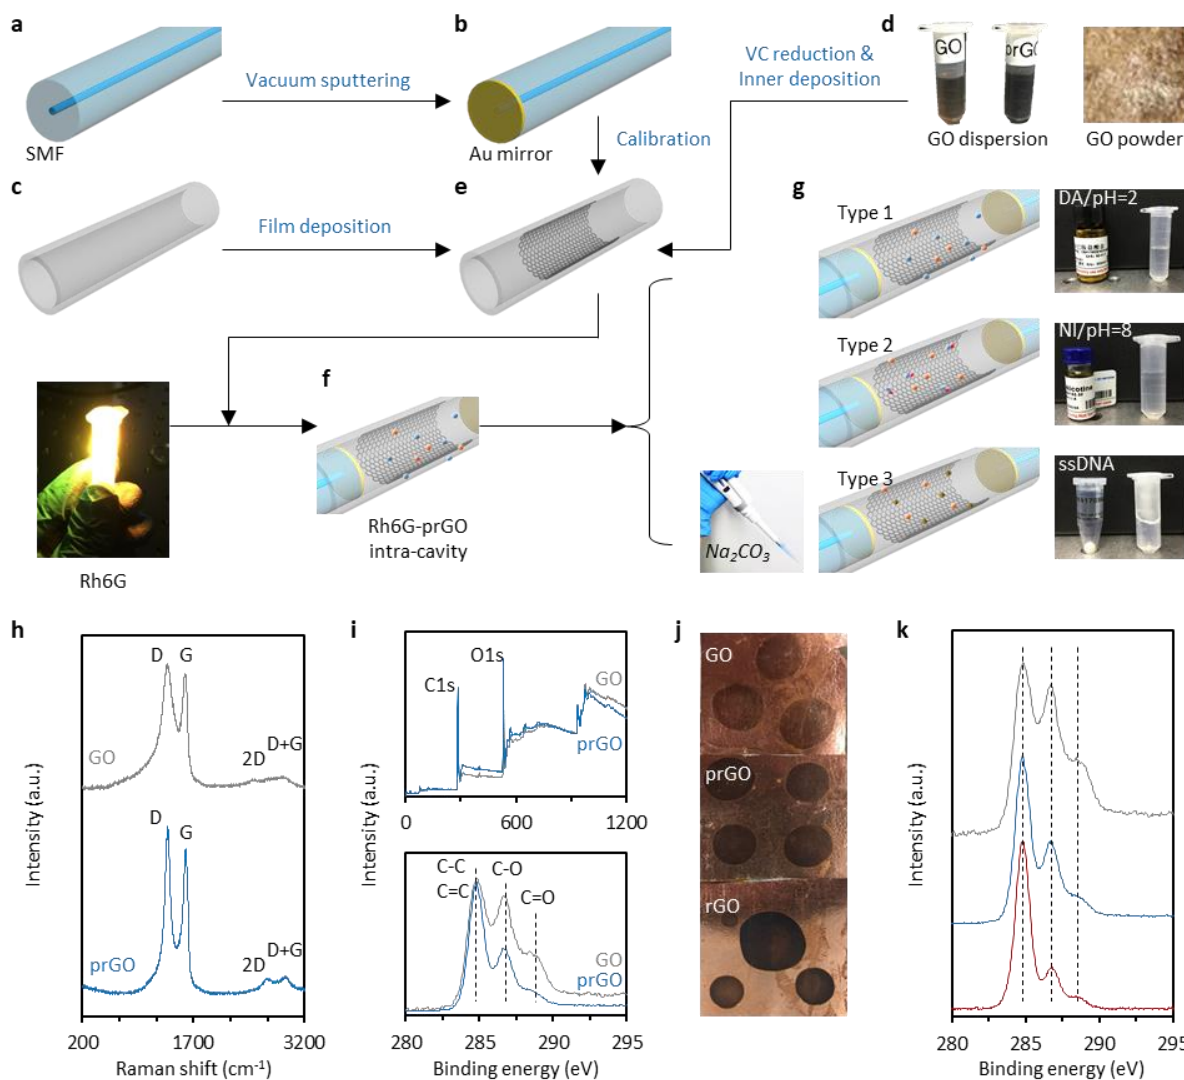 a
b
d
VC reduction &
Inner deposition
GO
prGO
Vacuum sputtering
SMF
Au mirror
GO dispersion
GO powder
Calibration
c
e
g
Film deposition
Type 1
DA/pH=2
Type 2
NI/pH=8
nicotine
f
Type 3
ssDNA
Na₂CO₃
Rh6G-prGO
intra-cavity
Rh6G
h
i
j
k
D
G
GO
2D
D+G
D
G
prGO
2D
D+G
Intensity (a.u.)
200
1700
3200
Raman shift (cm⁻¹)
O1s
C1s
GO
prGO
0
600
1200
C-C
C=C
C-O
C=O
GO
prGO
Intensity (a.u.)
280
285
290
295
Binding energy (eV)
GO
prGO
rGO
Intensity (a.u.)
280
285
290
295
Binding energy (eV)